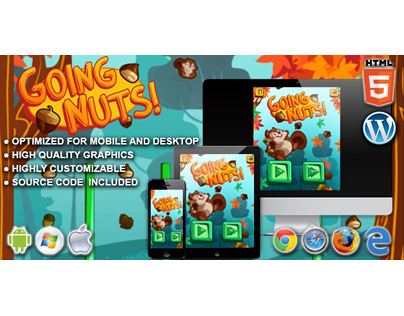 GOING
NUTS!
● OPTIMIZED FOR MOBILE AND DESKTOP
● HIGH QUALITY GRAPHICS
● HIGHLY CUSTOMIZABLE
● SOURCE CODE INCLUDED
HTML
5
GOING
NUTS!
GOING
NUTS!
GOING
NUTS!